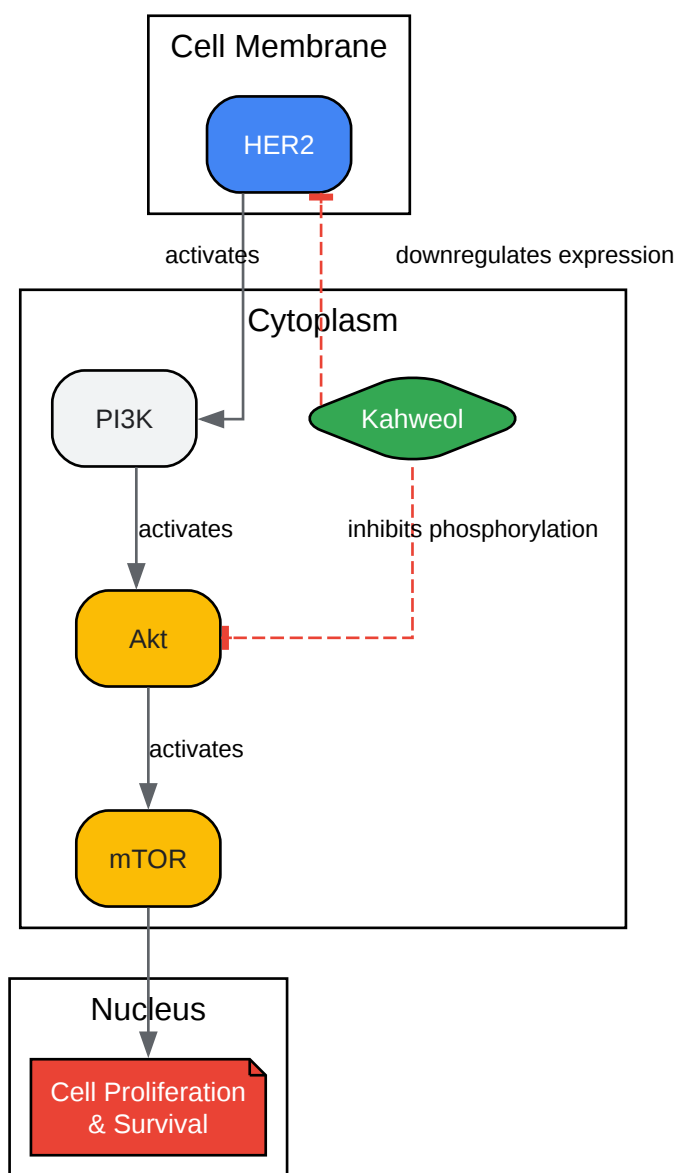 Cell Membrane
HER2
activates
downregulates expression
Cytoplasm
PI3K
Kahweol
activates
inhibits phosphorylation
Akt
activates
mTOR
Nucleus
Cell Proliferation
& Survival